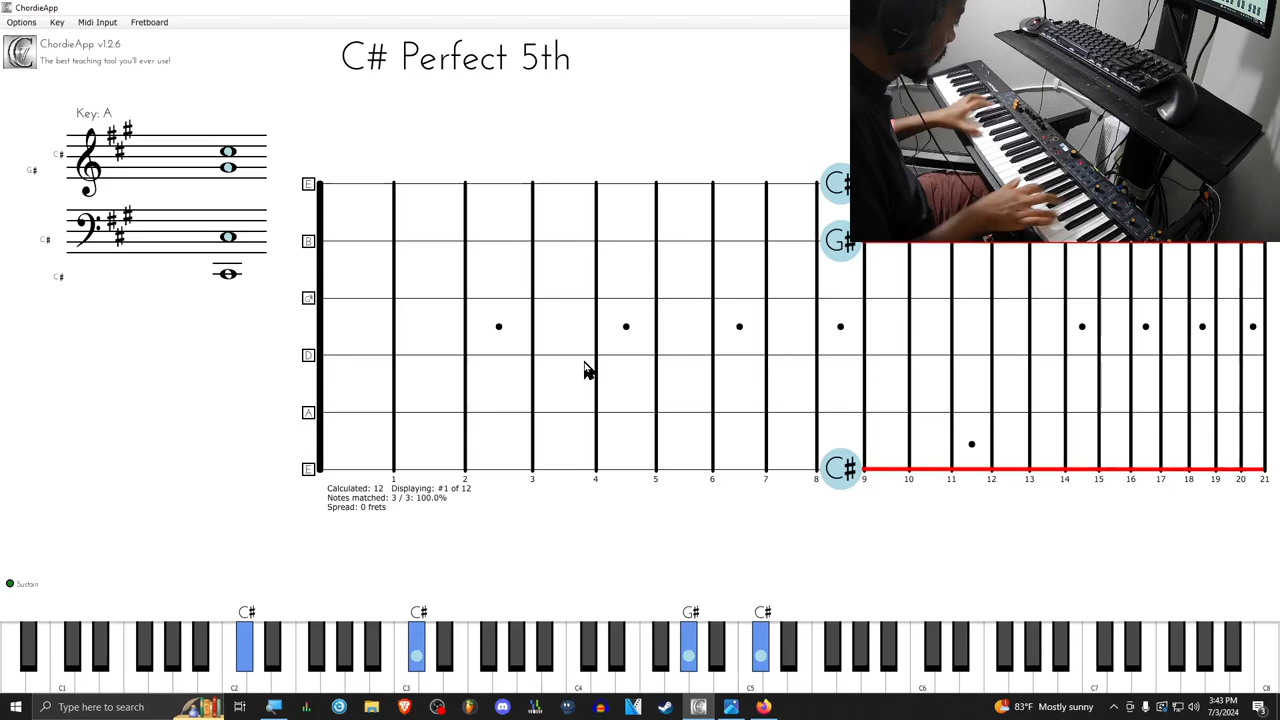 ChordieApp
Options Key Midi Input Fretboard
ChordieApp v1.2.6
The best teaching tool you'll ever use!
C# Perfect 5th
Key: A
C#
G#
C#
C#
E
B
G#
D
A
E
C#
G#
C#
1 2 3 4 5 6 7 8 9 10 11 12 13 14 15 16 17 18 19 20 21
Calculated: 12 Displaying: #1 of 12
Notes matched: 3 / 3: 100.0%
Spread: 0 frets
Sustain
C# C# G# C#
C1 C2 C3 C4 C5 C6 C7 C8
Type here to search
83°F Mostly sunny
3:43 PM
7/3/2024